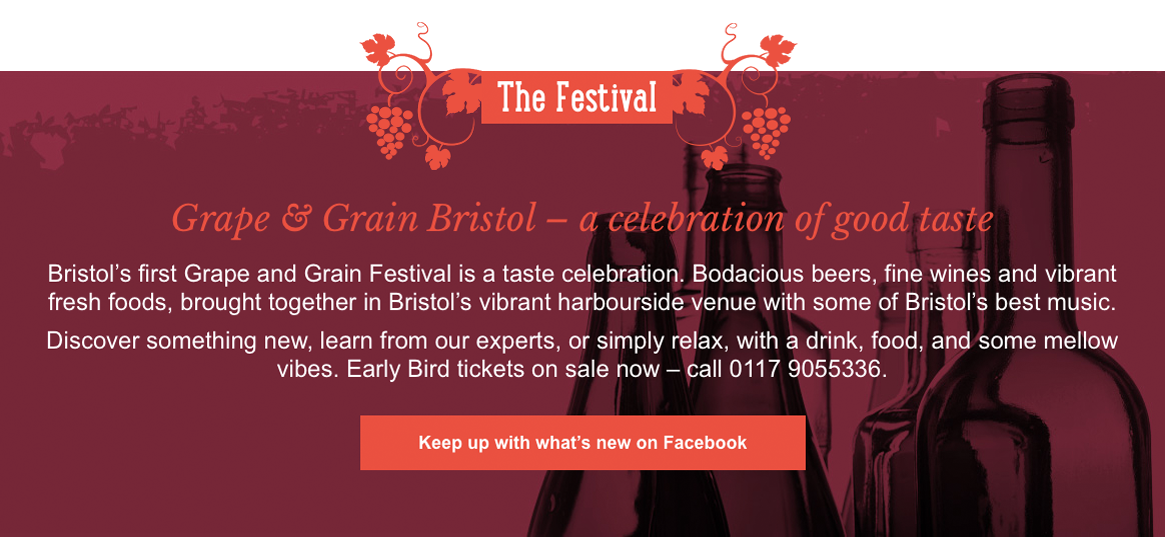 The Festival
Grape & Grain Bristol – a celebration of good taste
Bristol’s first Grape and Grain Festival is a taste celebration. Bodacious beers, fine wines and vibrant
fresh foods, brought together in Bristol’s vibrant harbourside venue with some of Bristol’s best music.
Discover something new, learn from our experts, or simply relax, with a drink, food, and some mellow
vibes. Early Bird tickets on sale now – call 0117 9055336.
Keep up with what’s new on Facebook